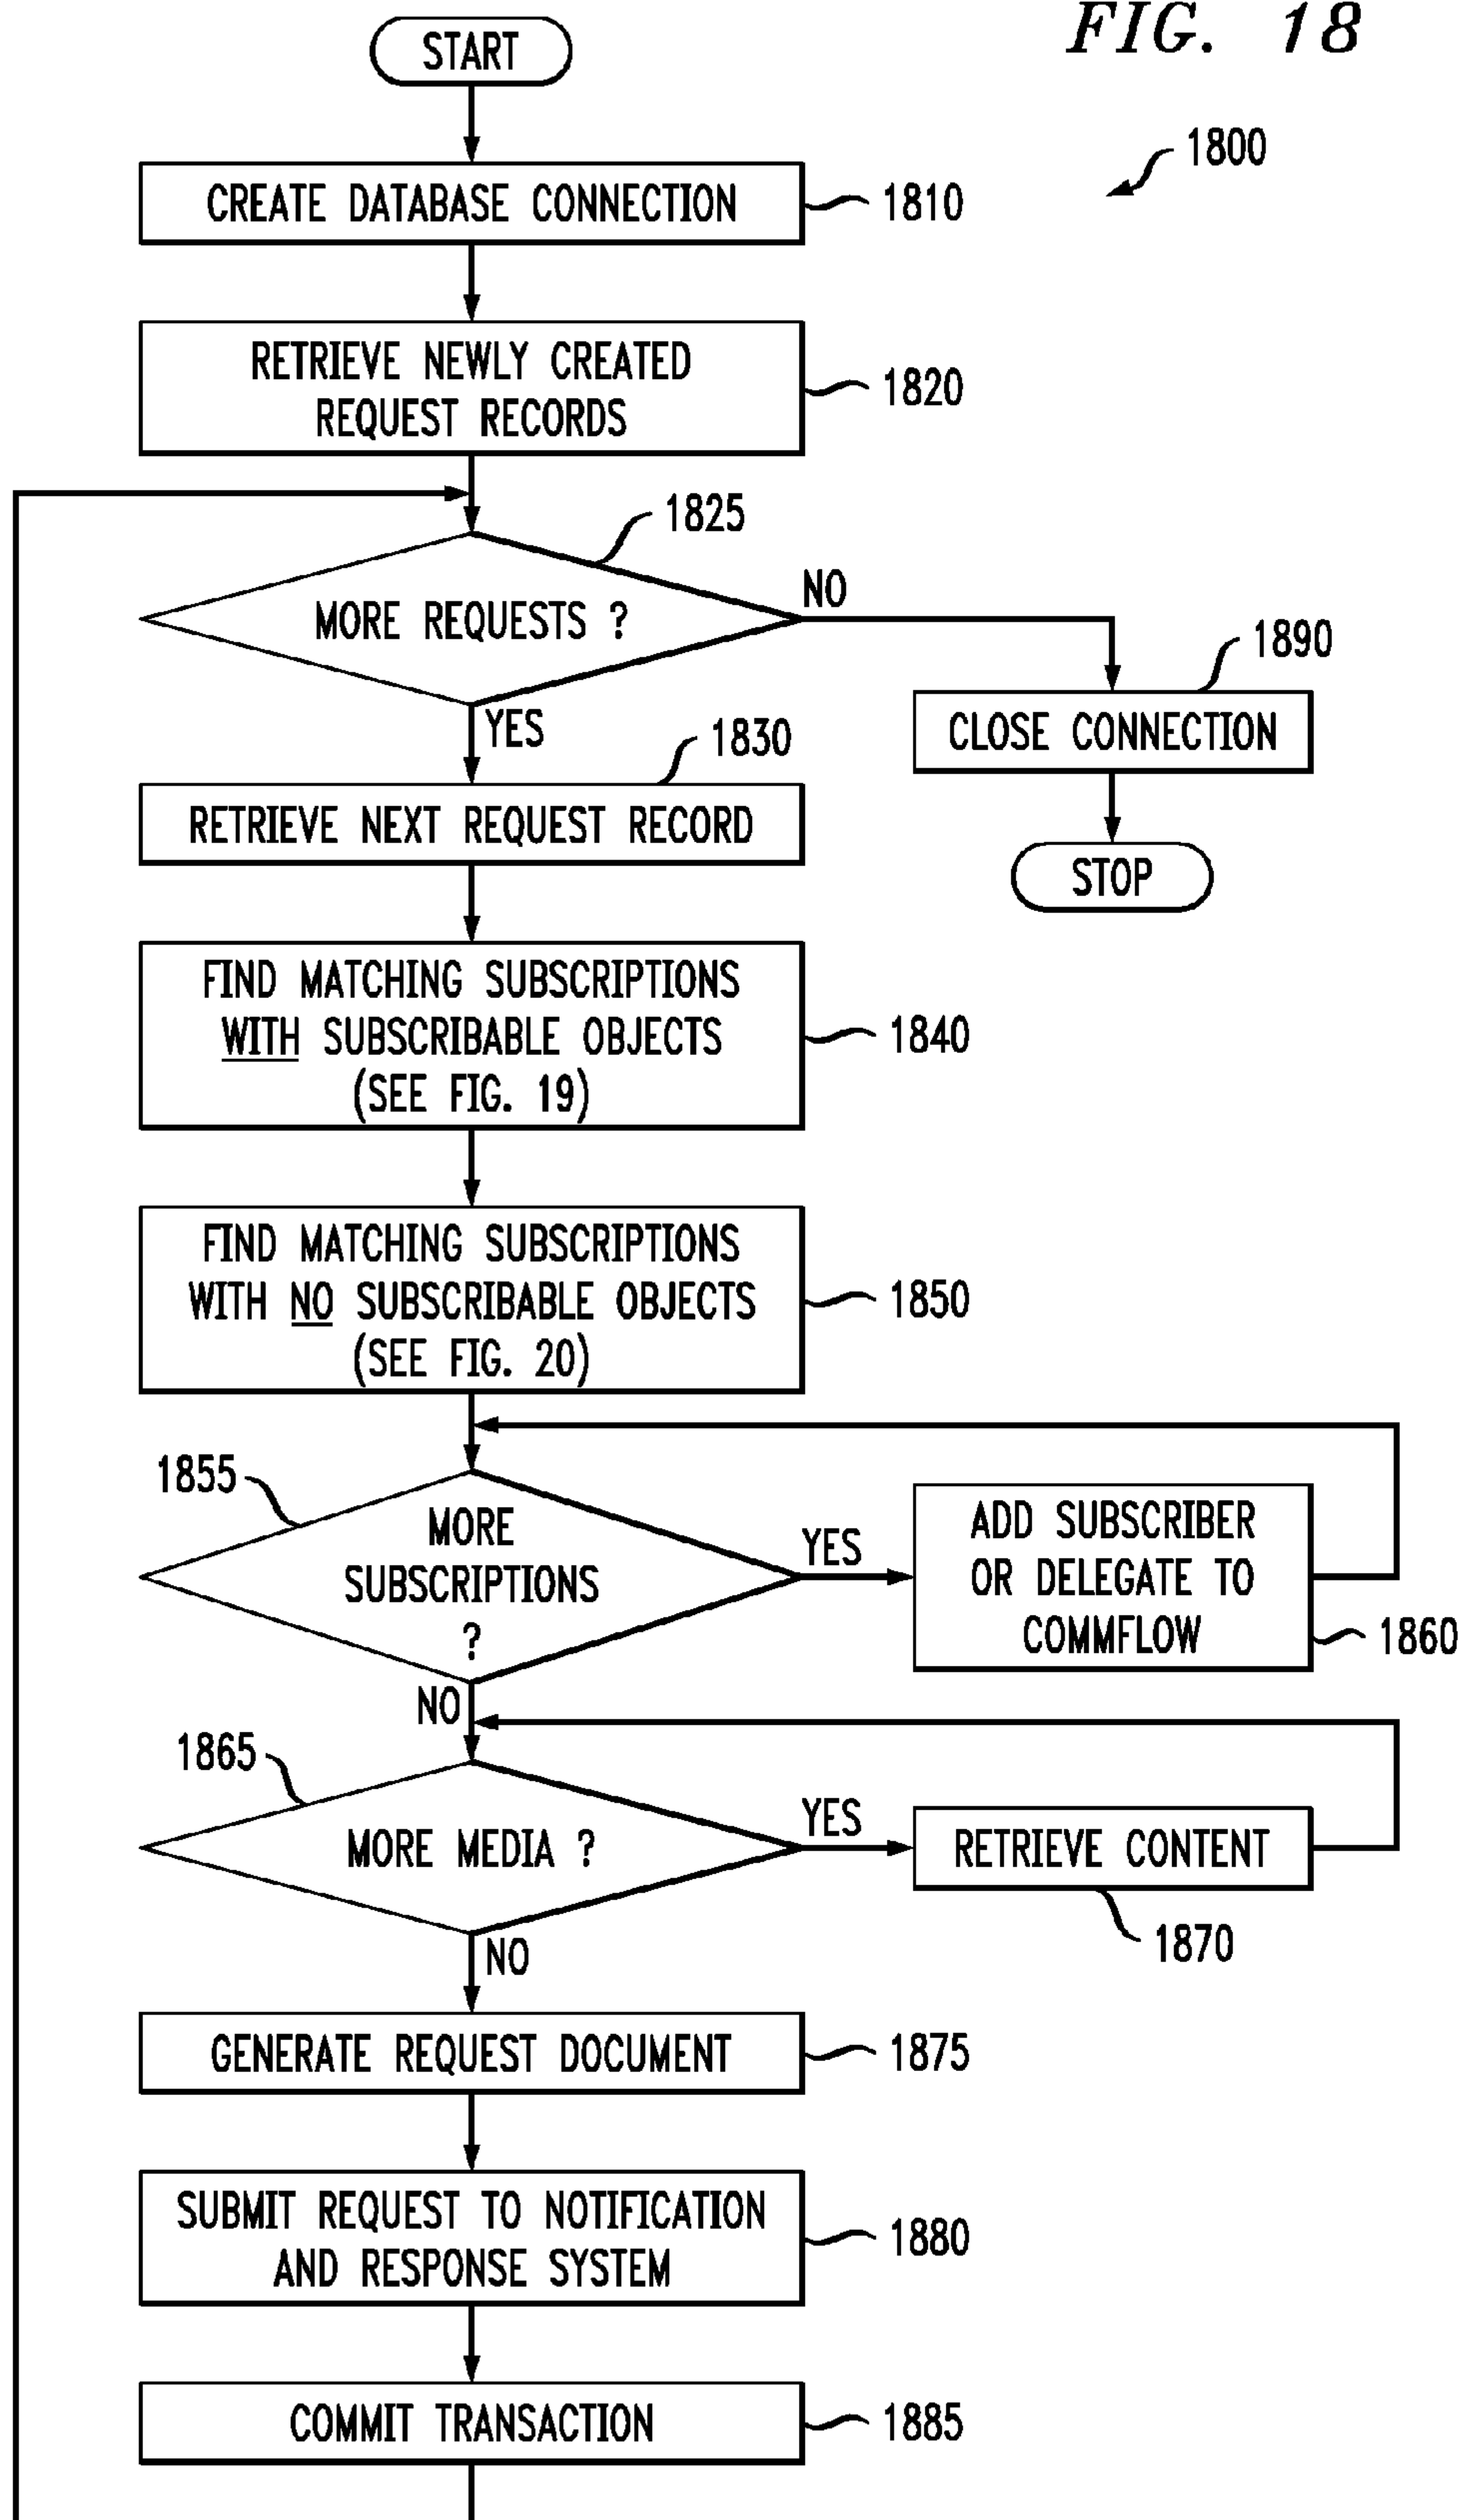 FIG. 18
START
1800
CREATE DATABASE CONNECTION
1810
RETRIEVE NEWLY CREATED
REQUEST RECORDS
1820
1825
MORE REQUESTS ?
NO
1890
CLOSE CONNECTION
STOP
YES
1830
RETRIEVE NEXT REQUEST RECORD
FIND MATCHING SUBSCRIPTIONS
WITH SUBSCRIBABLE OBJECTS
(SEE FIG. 19)
1840
FIND MATCHING SUBSCRIPTIONS
WITH NO SUBSCRIBABLE OBJECTS
(SEE FIG. 20)
1850
1855
MORE
SUBSCRIPTIONS
?
YES
ADD SUBSCRIBER
OR DELEGATE TO
COMMFLOW
1860
NO
1865
MORE MEDIA ?
YES
RETRIEVE CONTENT
1870
NO
GENERATE REQUEST DOCUMENT
1875
SUBMIT REQUEST TO NOTIFICATION
AND RESPONSE SYSTEM
1880
COMMIT TRANSACTION
1885